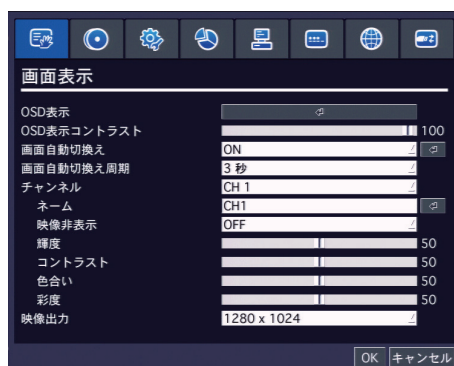 画面表示
OSD表示
OSD表示コントラスト 100
画面自動切換え ON
画面自動切換え周期 3 秒
チャンネル CH 1
ネーム CH1
映像非表示 OFF
輝度 50
コントラスト 50
色合い 50
彩度 50
映像出力 1280 x 1024
OK キャンセル